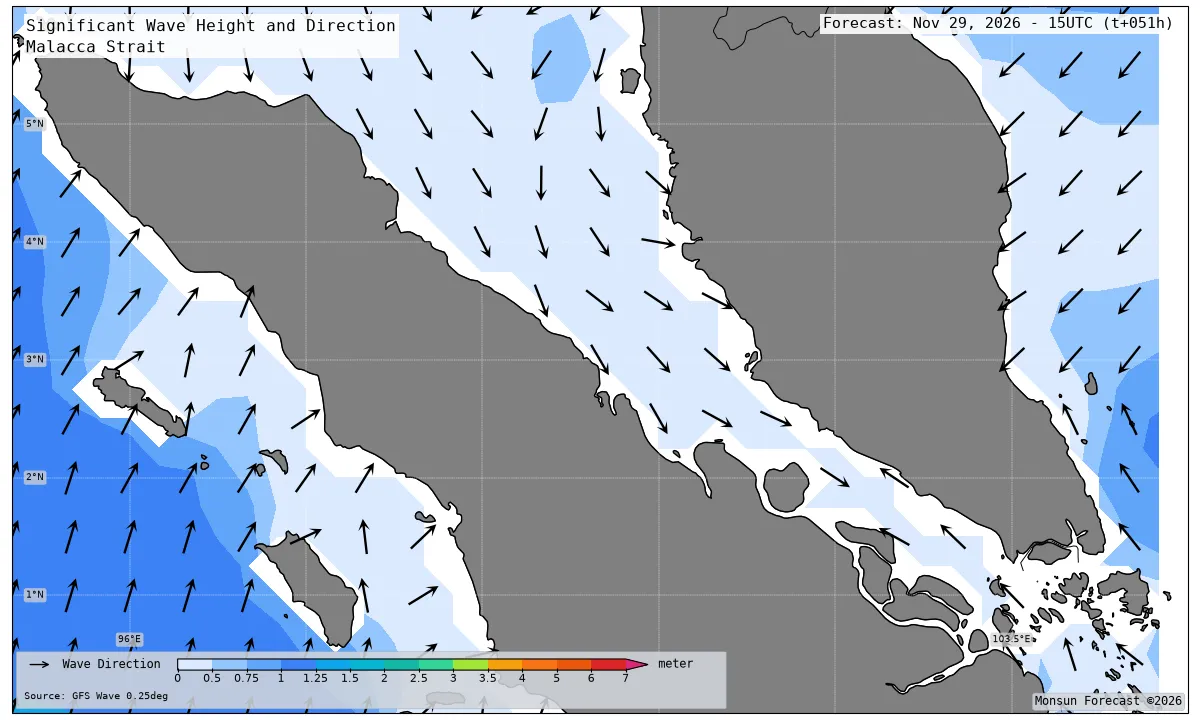 Significant Wave Height and Direction
Malacca Strait
Forecast: Nov 29, 2026 - 15UTC (t+051h)
5°N
4°N
3°N
2°N
1°N
96°E
103.5°E
Wave Direction
meter
0 0.5 0.75 1 1.25 1.5 2 2.5 3 3.5 4 5 6 7
Source: GFS Wave 0.25deg
Monsun Forecast ©2026